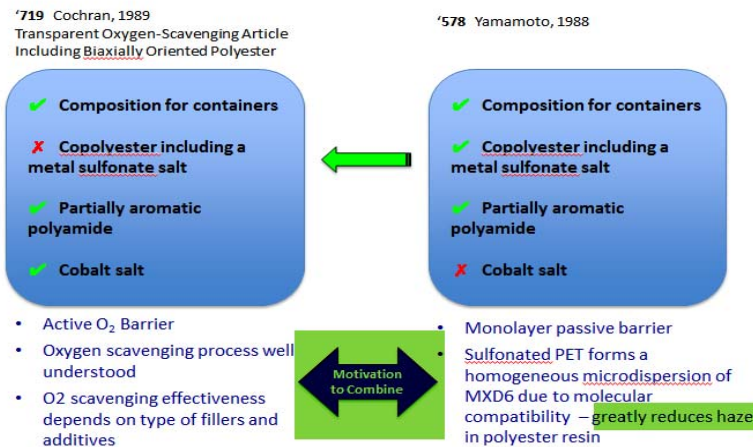 ‘719 Cochran, 1989
Transparent Oxygen-Scavenging Article
Including Biaxially Oriented Polyester
✔ Composition for containers
✘ Copolyester including a
metal sulfonate salt
✔ Partially aromatic
polyamide
✔ Cobalt salt
• Active O₂ Barrier
• Oxygen scavenging process well
understood
• O2 scavenging effectiveness
depends on type of fillers and
additives
Motivation
to Combine
‘578 Yamamoto, 1988
✔ Composition for containers
✔ Copolyester including a
metal sulfonate salt
✔ Partially aromatic
polyamide
✘ Cobalt salt
• Monolayer passive barrier
• Sulfonated PET forms a
homogeneous microdispersion of
MXD6 due to molecular
compatibility – greatly reduces haze
in polyester resin